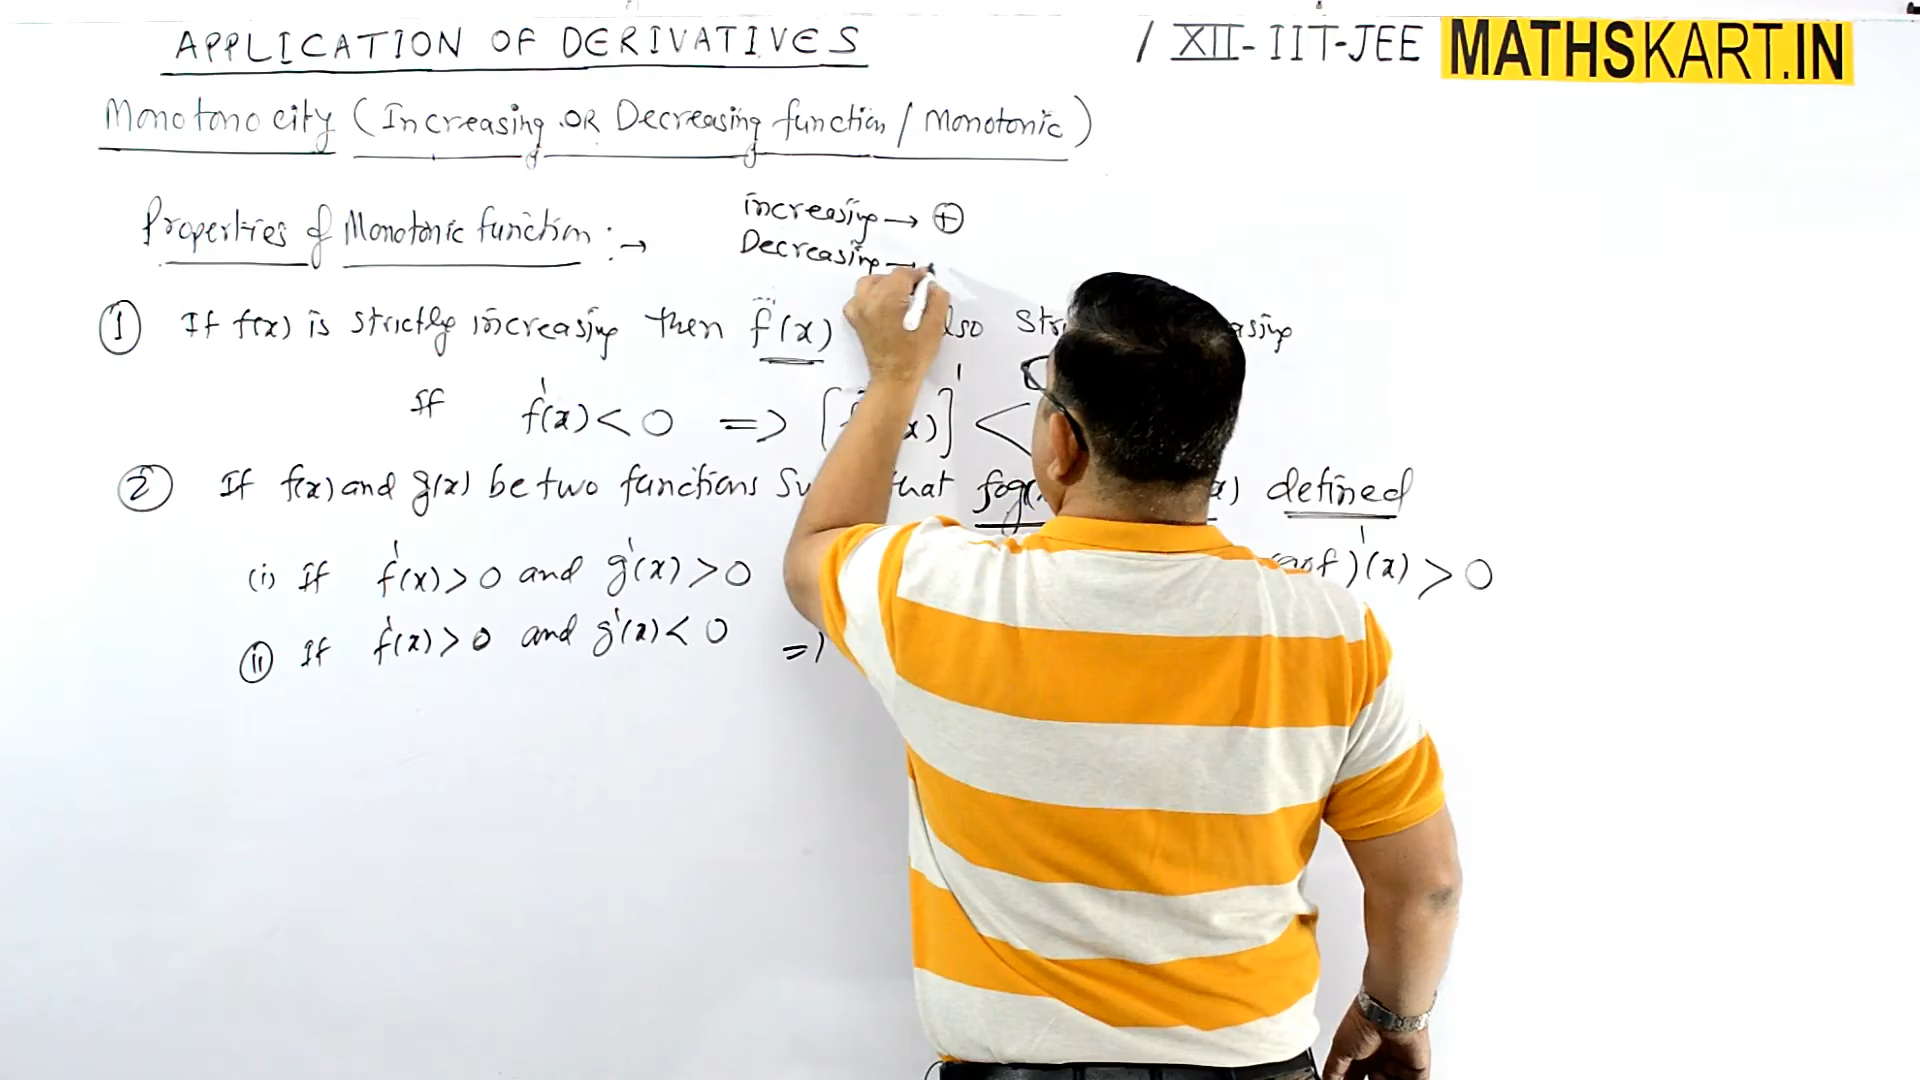 APPLICATION OF DERIVATIVES / XII-IIT-JEE MATHSKART.IN
Monotonocity (Increasing OR Decreasing function / Monotonic)
Properties of Monotonic function :→
increasing → ⊕
Decreasing →
① If f(x) is strictly increasing then f⁻¹(x) also increasing
If f'(x) < 0 => [ x)]' <
② If f(x) and g(x) be two functions that fog defined
(i) If f'(x) > 0 and g'(x) > 0 (gof)'(x) > 0
(ii) If f'(x) > 0 and g'(x) < 0 =>